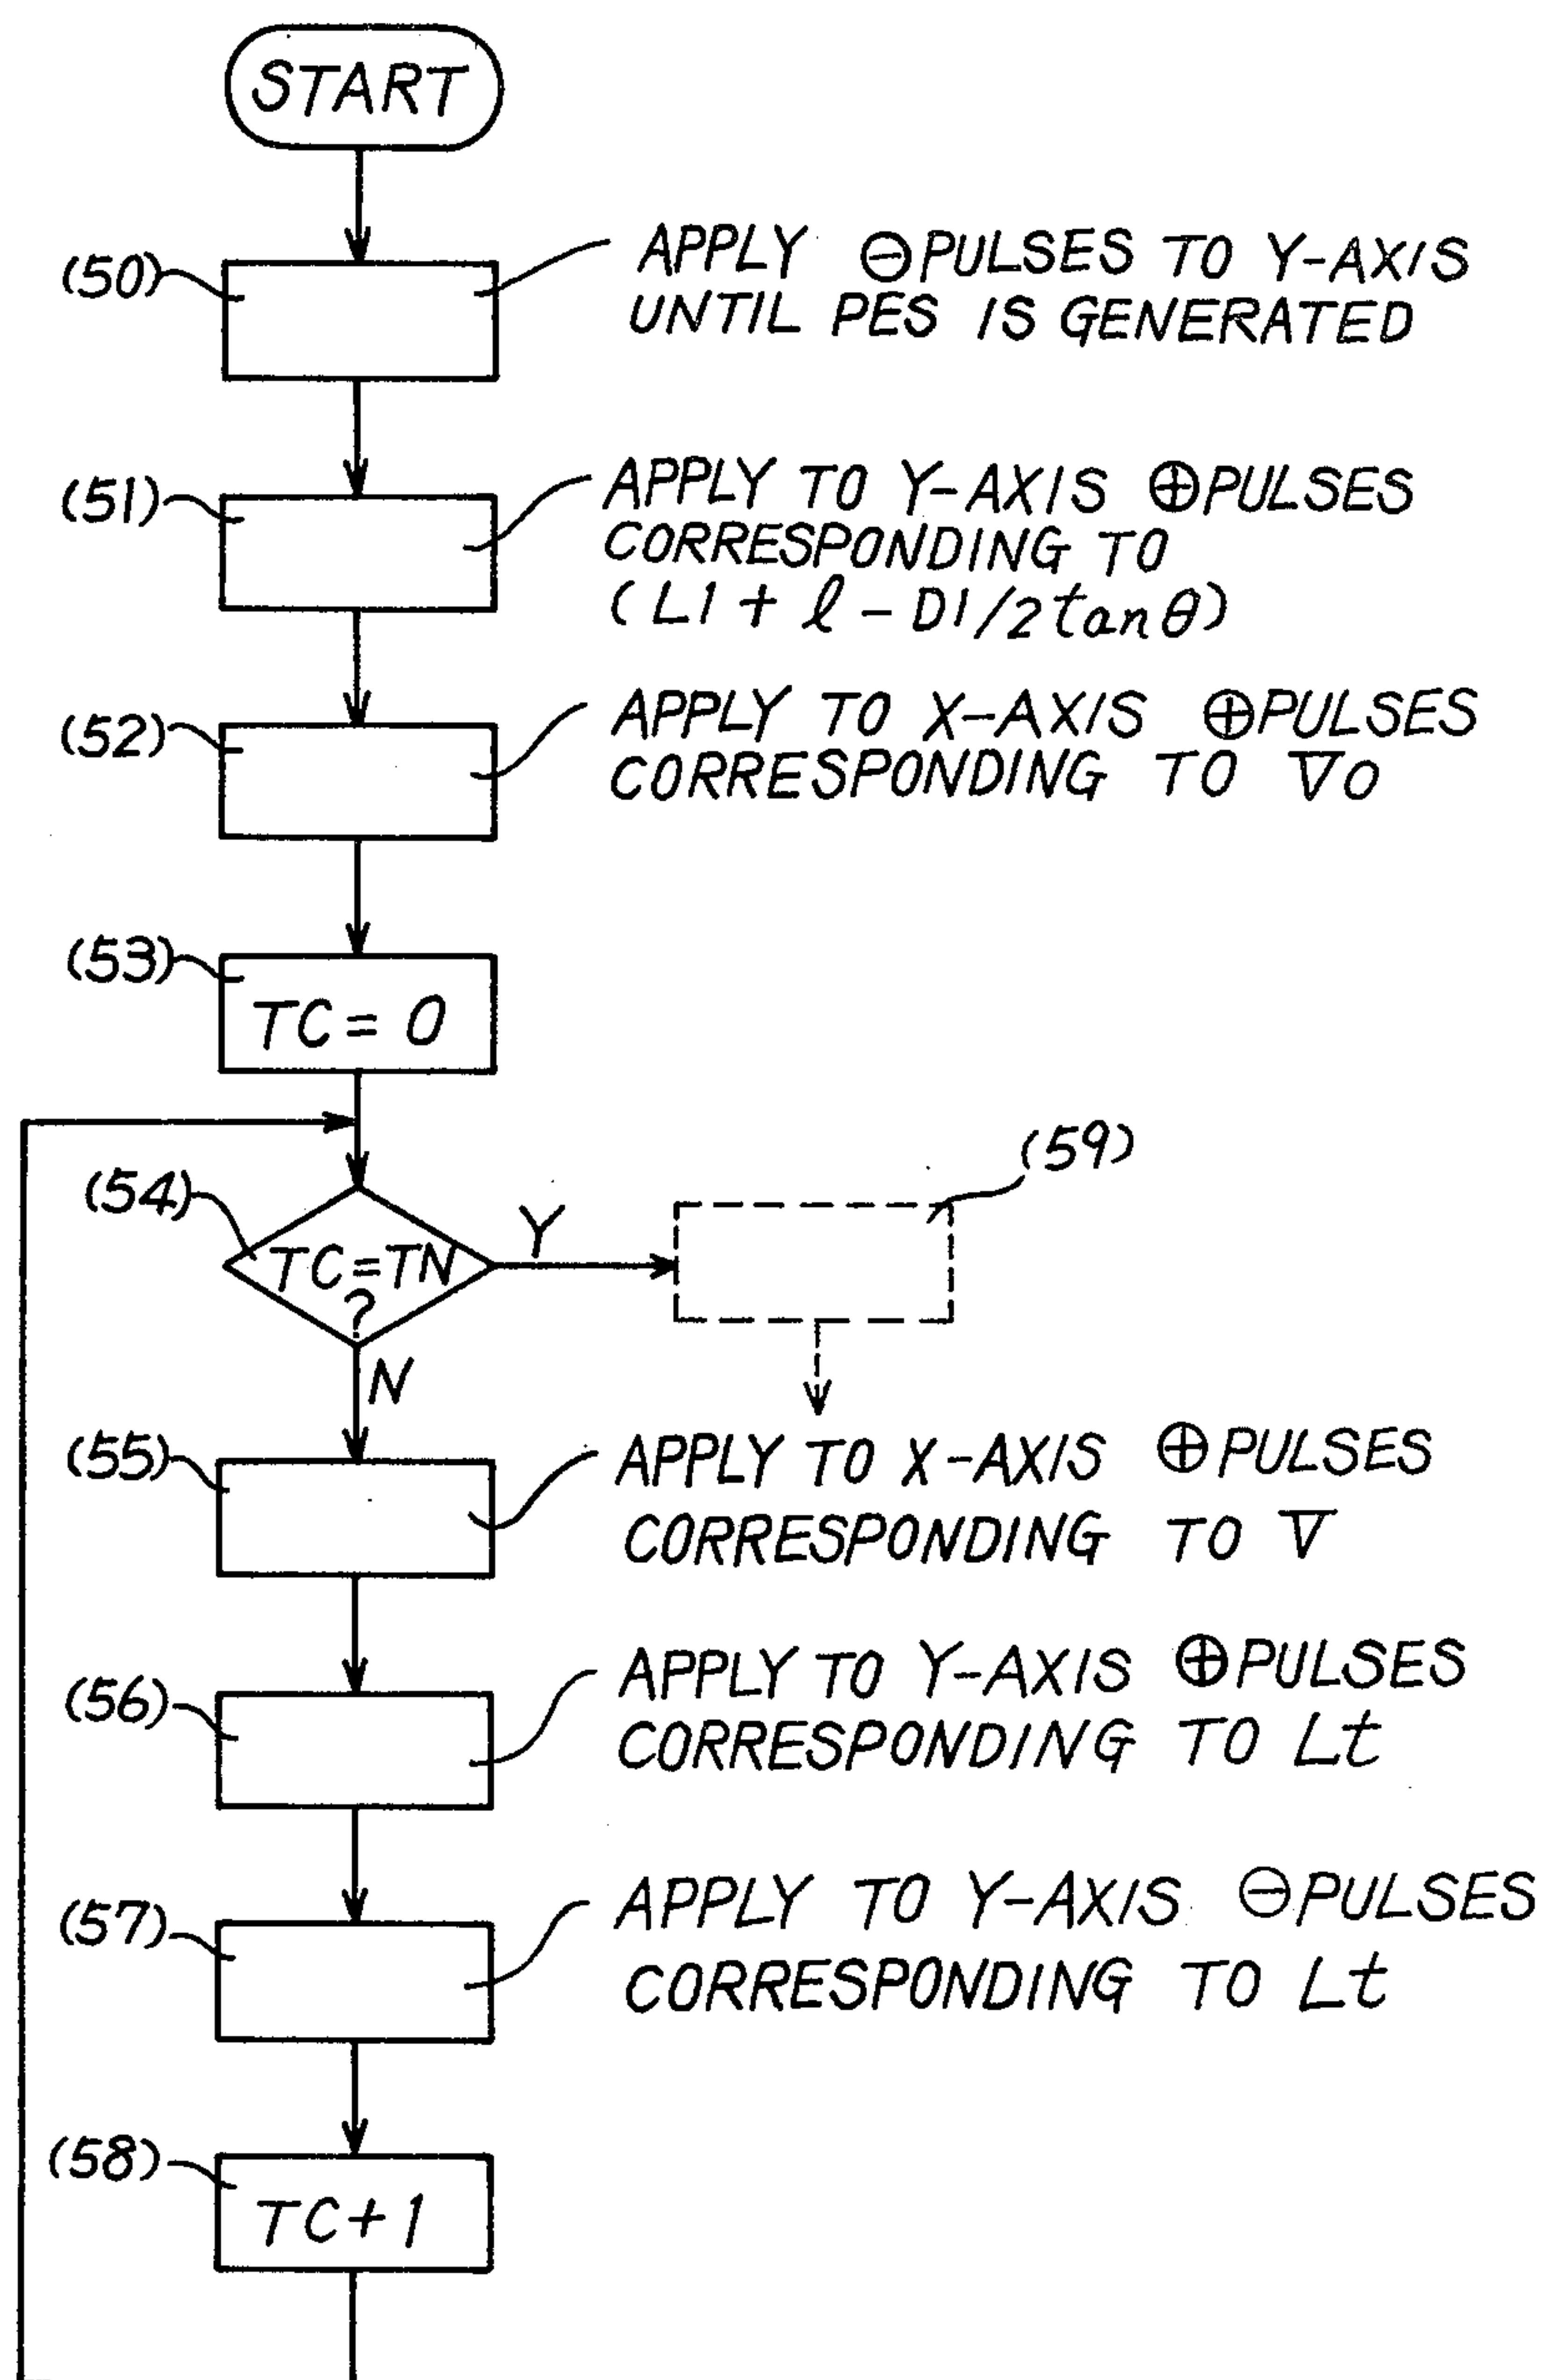 START
(50)
APPLY ⊖PULSES TO Y-AXIS
UNTIL PES IS GENERATED
(51)
APPLY TO Y-AXIS ⊕PULSES
CORRESPONDING TO
(L1 + ℓ - D1/2tanθ)
(52)
APPLY TO X-AXIS ⊕PULSES
CORRESPONDING TO Vo
(53)
TC = 0
(54)
TC=TN
?
Y
(59)
N
(55)
APPLY TO X-AXIS ⊕PULSES
CORRESPONDING TO V
(56)
APPLY TO Y-AXIS ⊕PULSES
CORRESPONDING TO Lt
(57)
APPLY TO Y-AXIS ⊖PULSES
CORRESPONDING TO Lt
(58)
TC+1